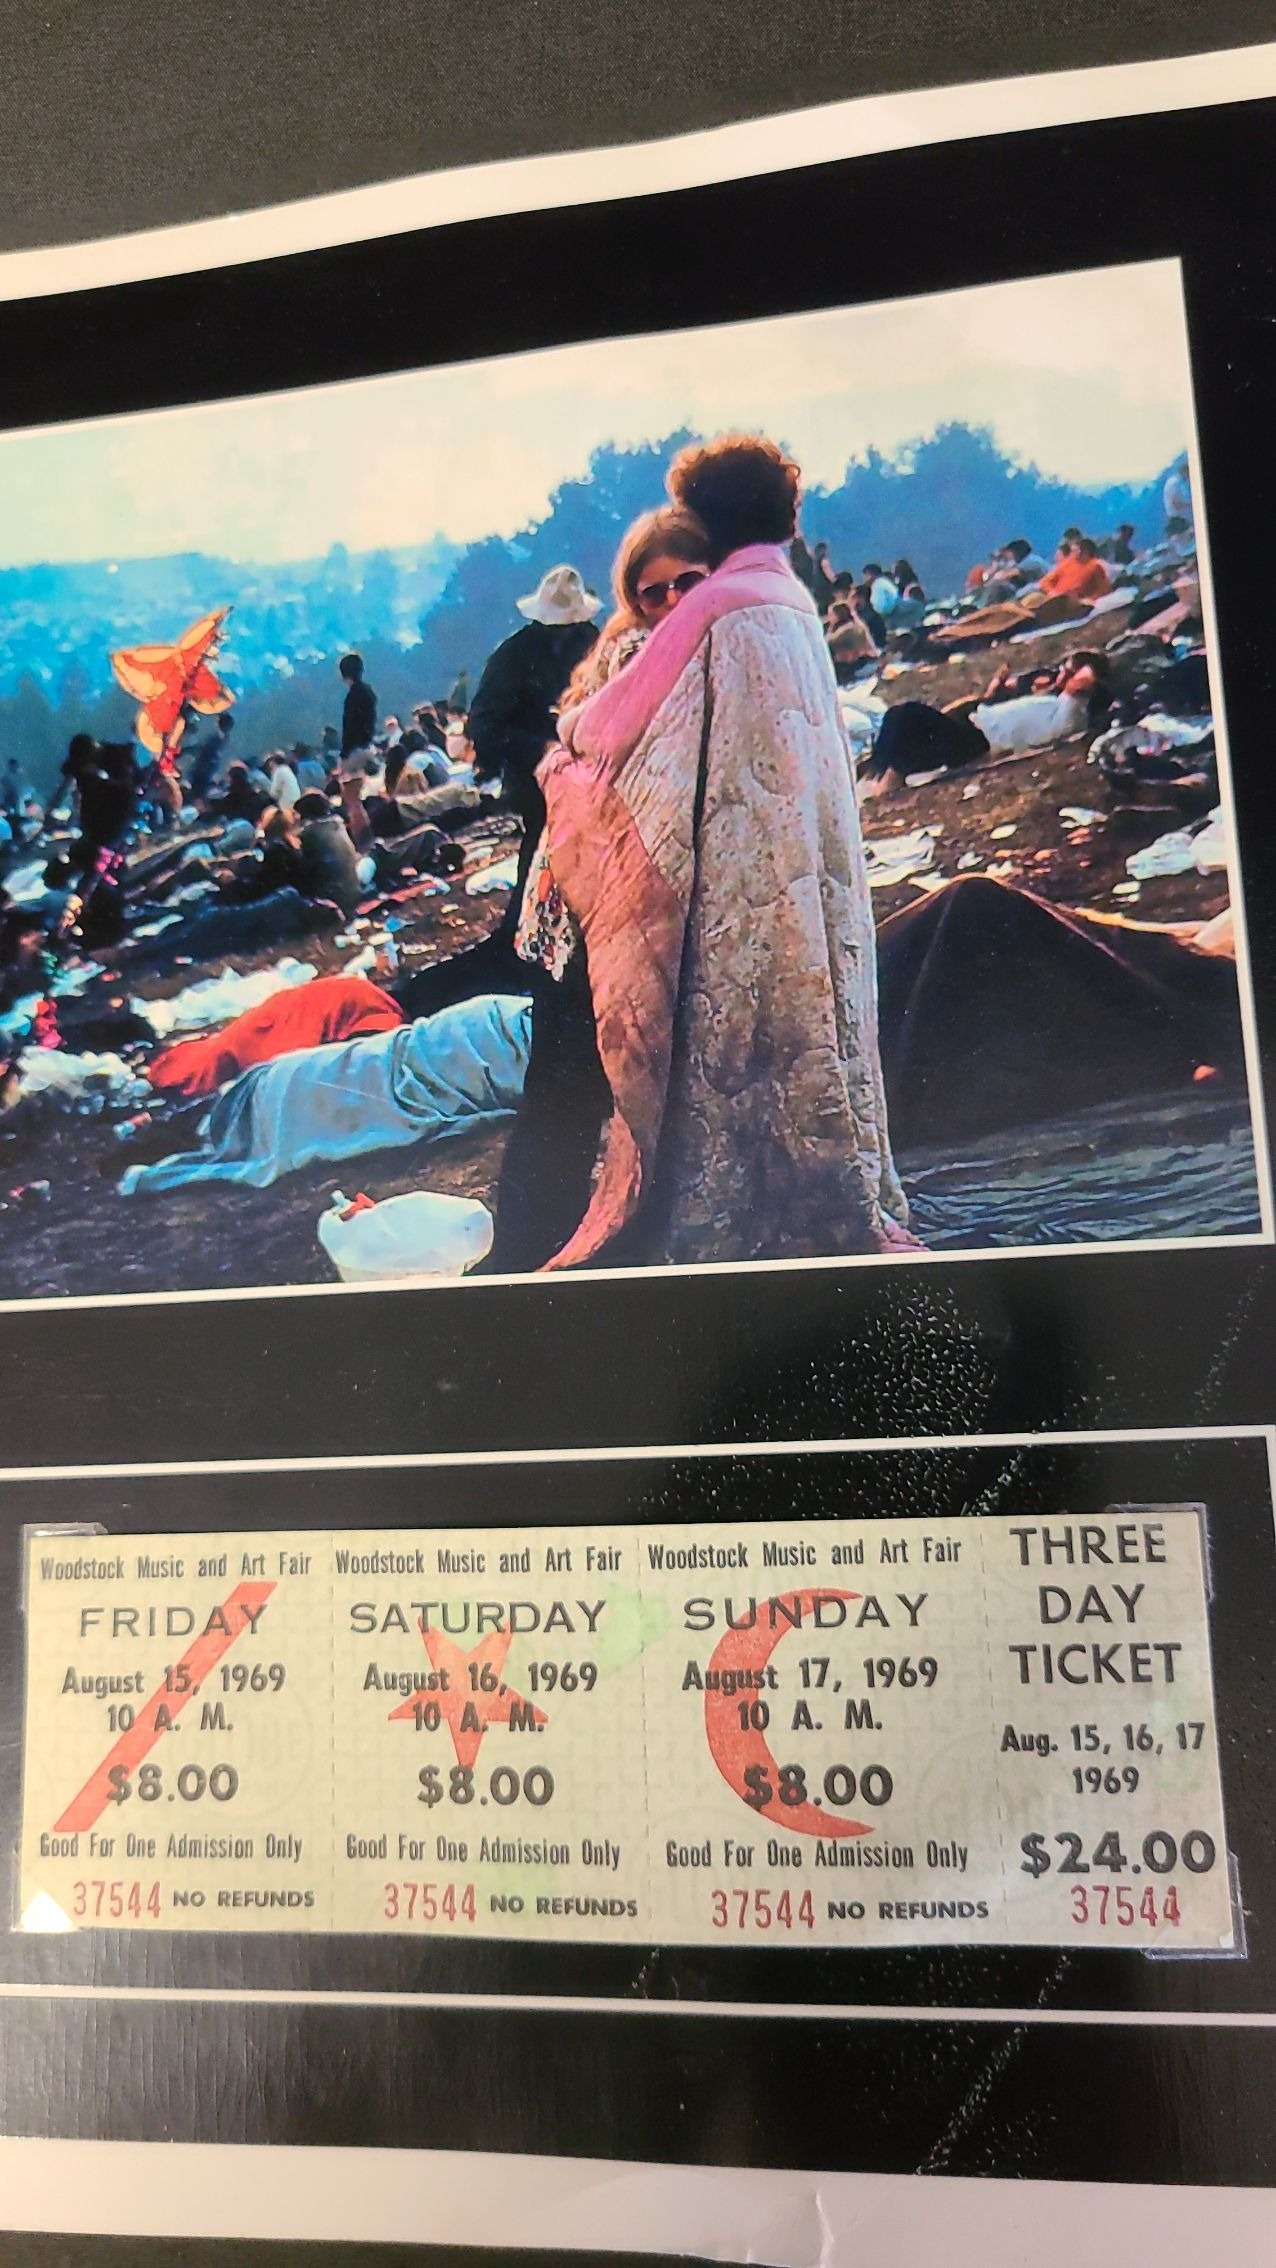 Woodstock Music and Art Fair
FRIDAY
August 15, 1969
10 A. M.
$8.00
Good For One Admission Only
37544 NO REFUNDS
Woodstock Music and Art Fair
SATURDAY
August 16, 1969
10 A. M.
$8.00
Good For One Admission Only
37544 NO REFUNDS
Woodstock Music and Art Fair
SUNDAY
August 17, 1969
10 A. M.
$8.00
Good For One Admission Only
37544 NO REFUNDS
THREE
DAY
TICKET
Aug. 15, 16, 17
1969
$24.00
37544